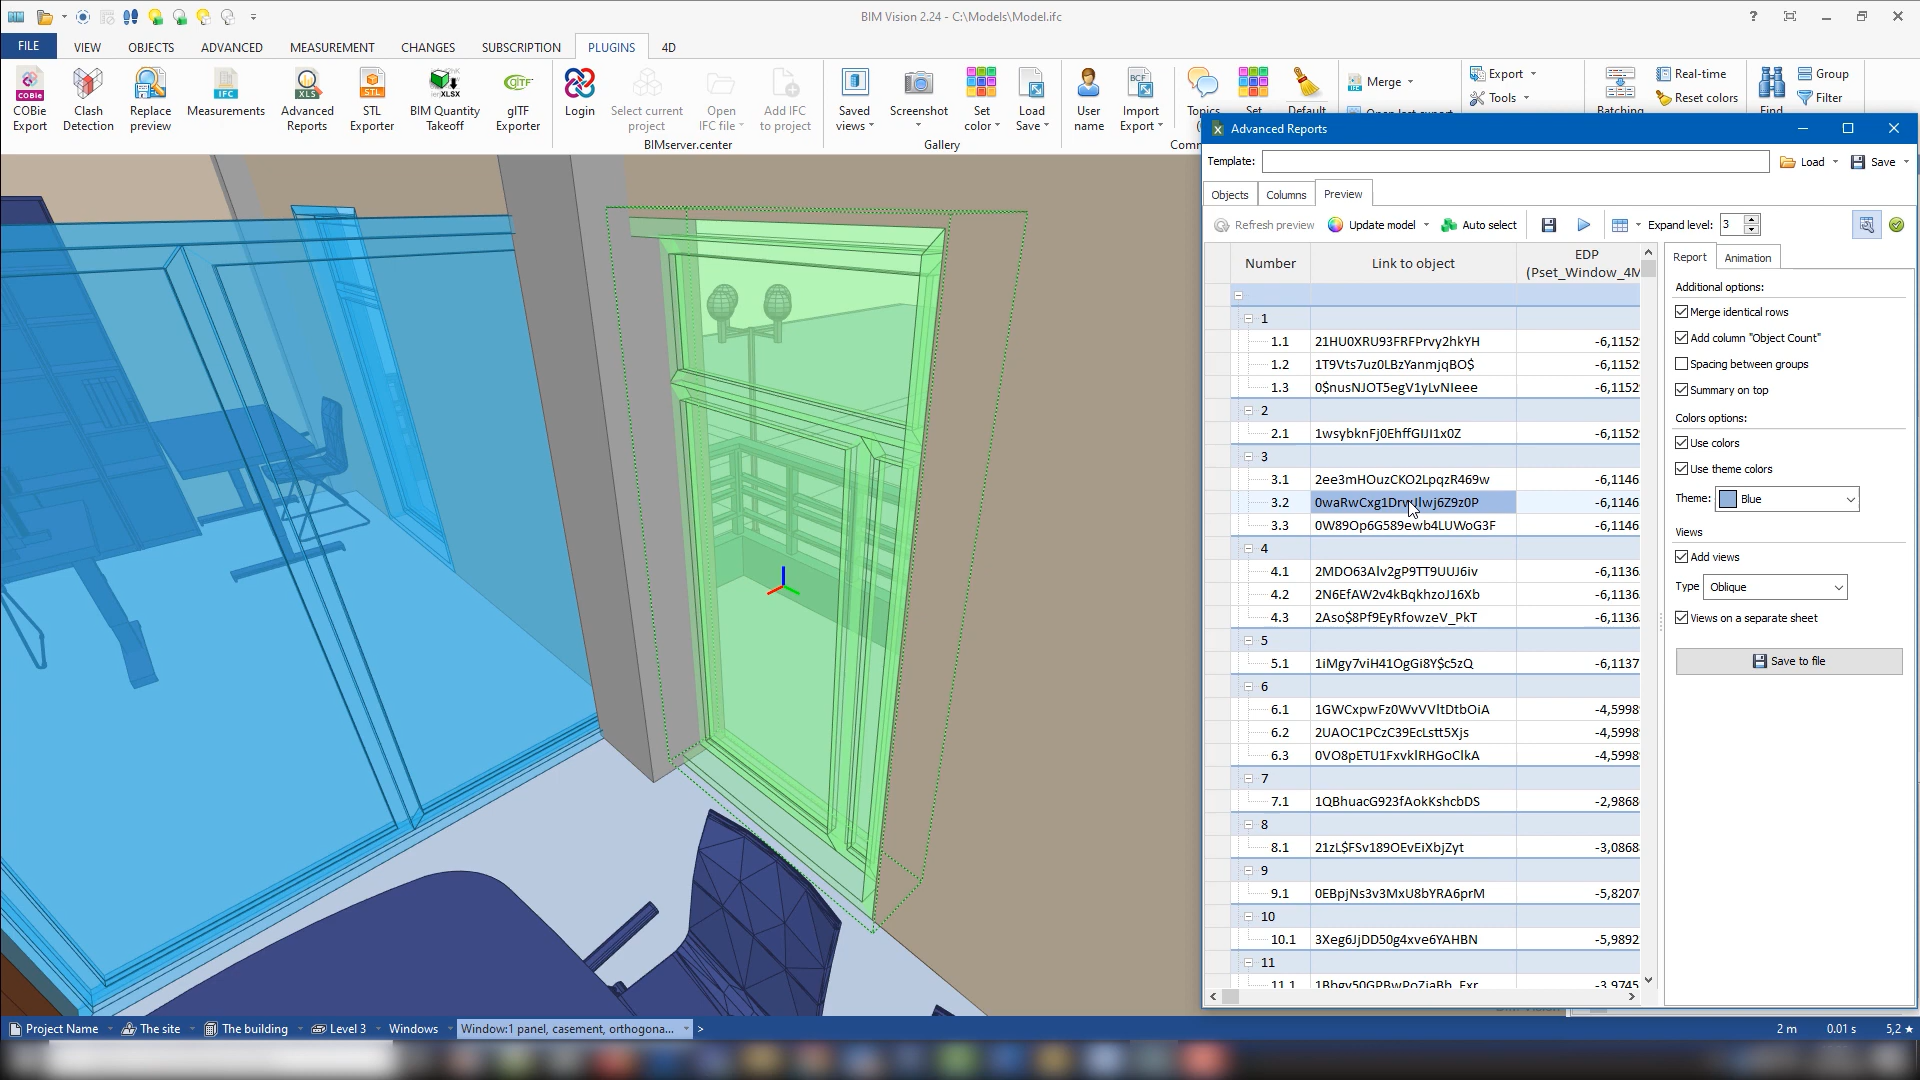 BIM Vision 2.24 - C:\Models\Model.ifc
FILE VIEW OBJECTS ADVANCED MEASUREMENT CHANGES SUBSCRIPTION PLUGINS 4D
COBie Export
Clash Detection
Replace preview
Measurements
Advanced Reports
STL Exporter
BIM Quantity Takeoff
glTF Exporter
Login
Select current project
Open IFC file
Add IFC to project
BIMserver.center
Saved views
Screenshot
Set color
Load Save
Gallery
User name
Import Export
Topics
Set
Default
Merge
Export
Tools
Batching
Real-time
Reset colors
Find
Group
Filter
Advanced Reports
Template:
Load
Save
Objects Columns Preview
Refresh preview Update model Auto select Expand level: 3
Number Link to object EDP
(Pset_Window_4M
1
1.1 21HU0XRU93FRFPrvy2hkYH -6,1152
1.2 1T9Vts7uz0LBzYanmjqBO$ -6,1152
1.3 0$nusNJOT5egV1yLvNIeee -6,1152
2
2.1 1wsybknFj0EhffGIJI1x0Z -6,1152
3
3.1 2ee3mHOuzCKO2LpqzR469w -6,1146
3.2 -6,1146
3.3 0W89Op6G589ewb4LUWoG3F -6,1146
4
4.1 2MDO63Alv2gP9TT9UUJ6iv -6,1136
4.2 2N6EfAW2v4kBqkhzoJ16Xb -6,1136
4.3 2Aso$8Pf9EyRfowzeV_PkT -6,1136
5
5.1 1iMgy7viH41OgGi8Y$c5zQ -6,1137
6
6.1 1GWCxpwFz0WvVVltDtbOiA -4,5998
6.2 2UAOC1PCzC39EcLstt5Xjs -4,5998
6.3 0VO8pETU1FxvklRHGoClkA -4,5998
7
7.1 1QBhuacG923fAokKshcbDS -2,9868
8
8.1 21zL$FSv189OEvEiXbjZyt -3,0868
9
9.1 0EBpjNs3v3MxU8bYRA6prM -5,8207
10
10.1 3Xeg6JjDD50g4xve6YAHBN -5,9892
11
11.1
Report Animation
Additional options:
Merge identical rows
Add column "Object Count"
Spacing between groups
Summary on top
Colors options:
Use colors
Use theme colors
Theme: Blue
Views
Add views
Type Oblique
Views on a separate sheet
Save to file
Project Name The site The building Level 3 Windows Window:1 panel, casement, orthogona... > 2 m 0.01 s 5,2